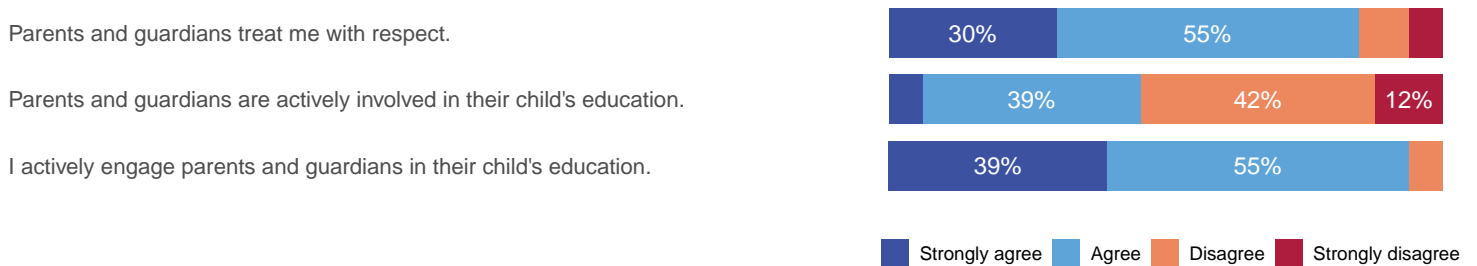 Parents and guardians treat me with respect. 30% 55%
Parents and guardians are actively involved in their child's education. 39% 42% 12%
I actively engage parents and guardians in their child's education. 39% 55%
Strongly agree Agree Disagree Strongly disagree